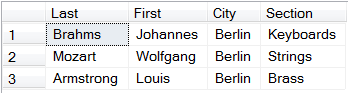 Last First City Section
1 Brahms Johannes Berlin Keyboards
2 Mozart Wolfgang Berlin Strings
3 Armstrong Louis Berlin Brass